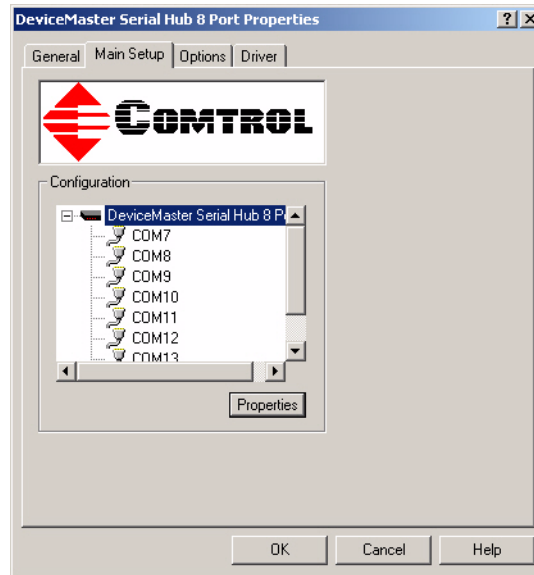 DeviceMaster Serial Hub 8 Port Properties
General Main Setup Options Driver
COMTROL
Configuration
DeviceMaster Serial Hub 8 P
COM7
COM8
COM9
COM10
COM11
COM12
COM13
Properties
OK Cancel Help